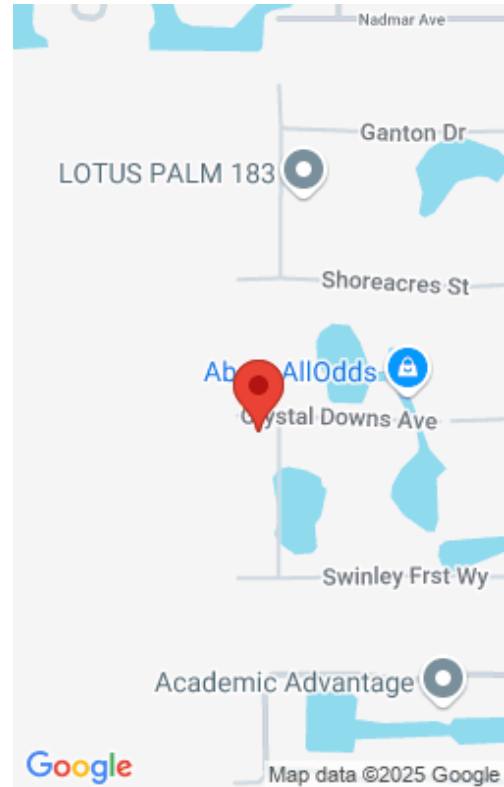 Nadmar Ave
Ganton Dr
LOTUS PALM 183
Shoreacres St
AllOdds
Crystal Downs Ave
Swinley Frst Wy
Academic Advantage
Google
Map data ©2025 Google